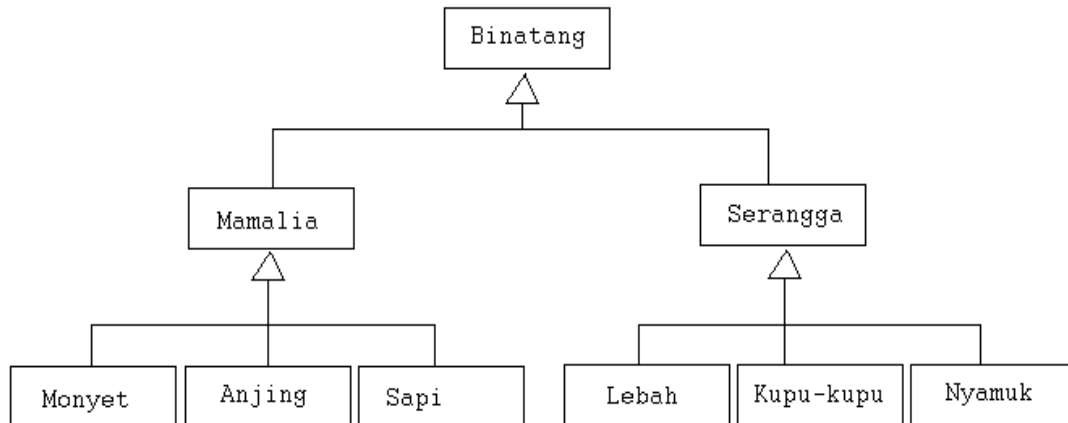 Binatang
Mamalia
Serangga
Monyet
Anjing
Sapi
Lebah
Kupu-kupu
Nyamuk